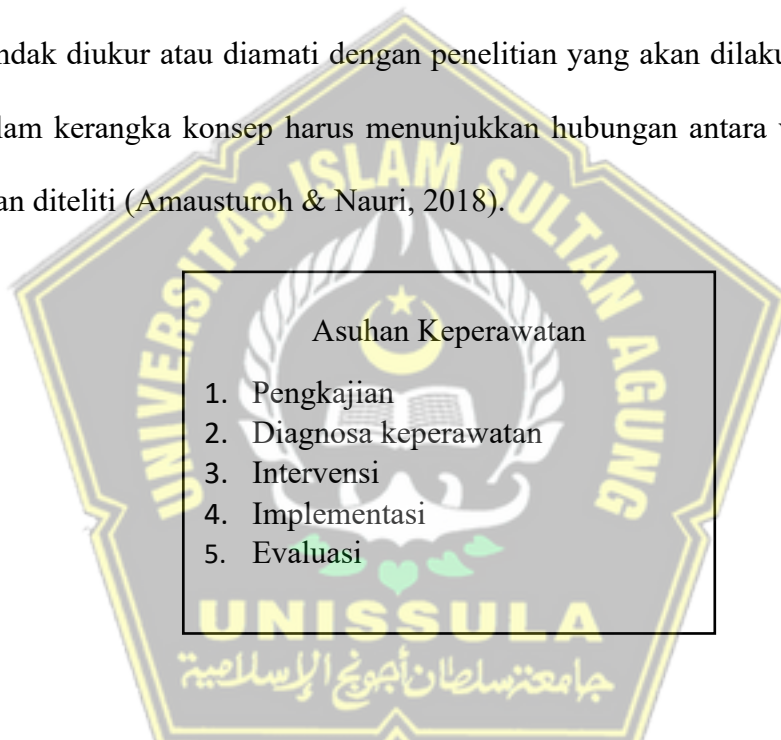 ndak diukur atau diamati dengan penelitian yang akan dilaku
lam kerangka konsep harus menunjukkan hubungan antara v
an diteliti (Amausturoh & Nauri, 2018).
UNIVERSITAS ISLAM SULTAN AGUNG
Asuhan Keperawatan
1. Pengkajian
2. Diagnosa keperawatan
3. Intervensi
4. Implementasi
5. Evaluasi
UNISSULA
جامعة سلطان أجونج الإسلامية